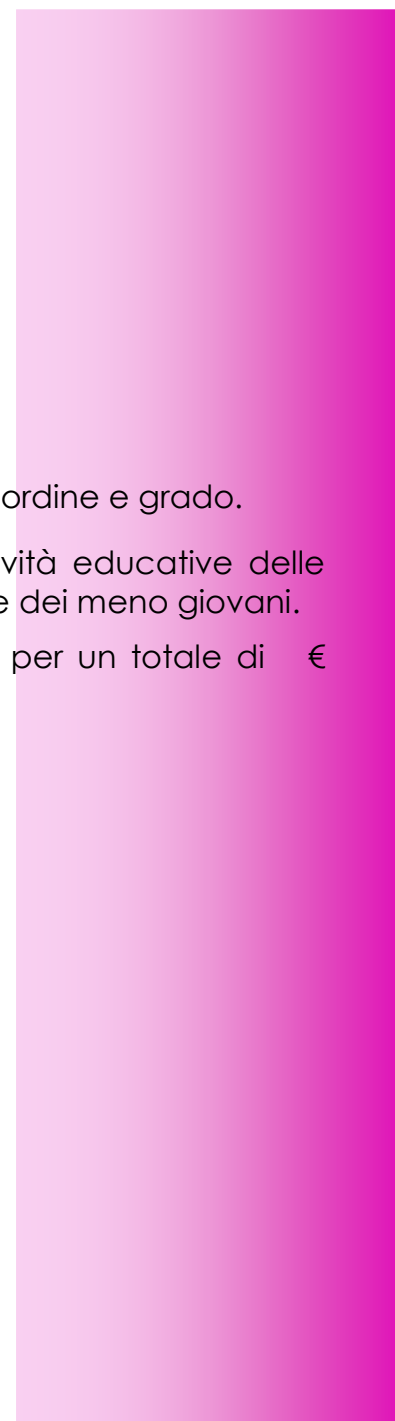 ordine e grado.
vità educative delle
e dei meno giovani.
per un totale di €